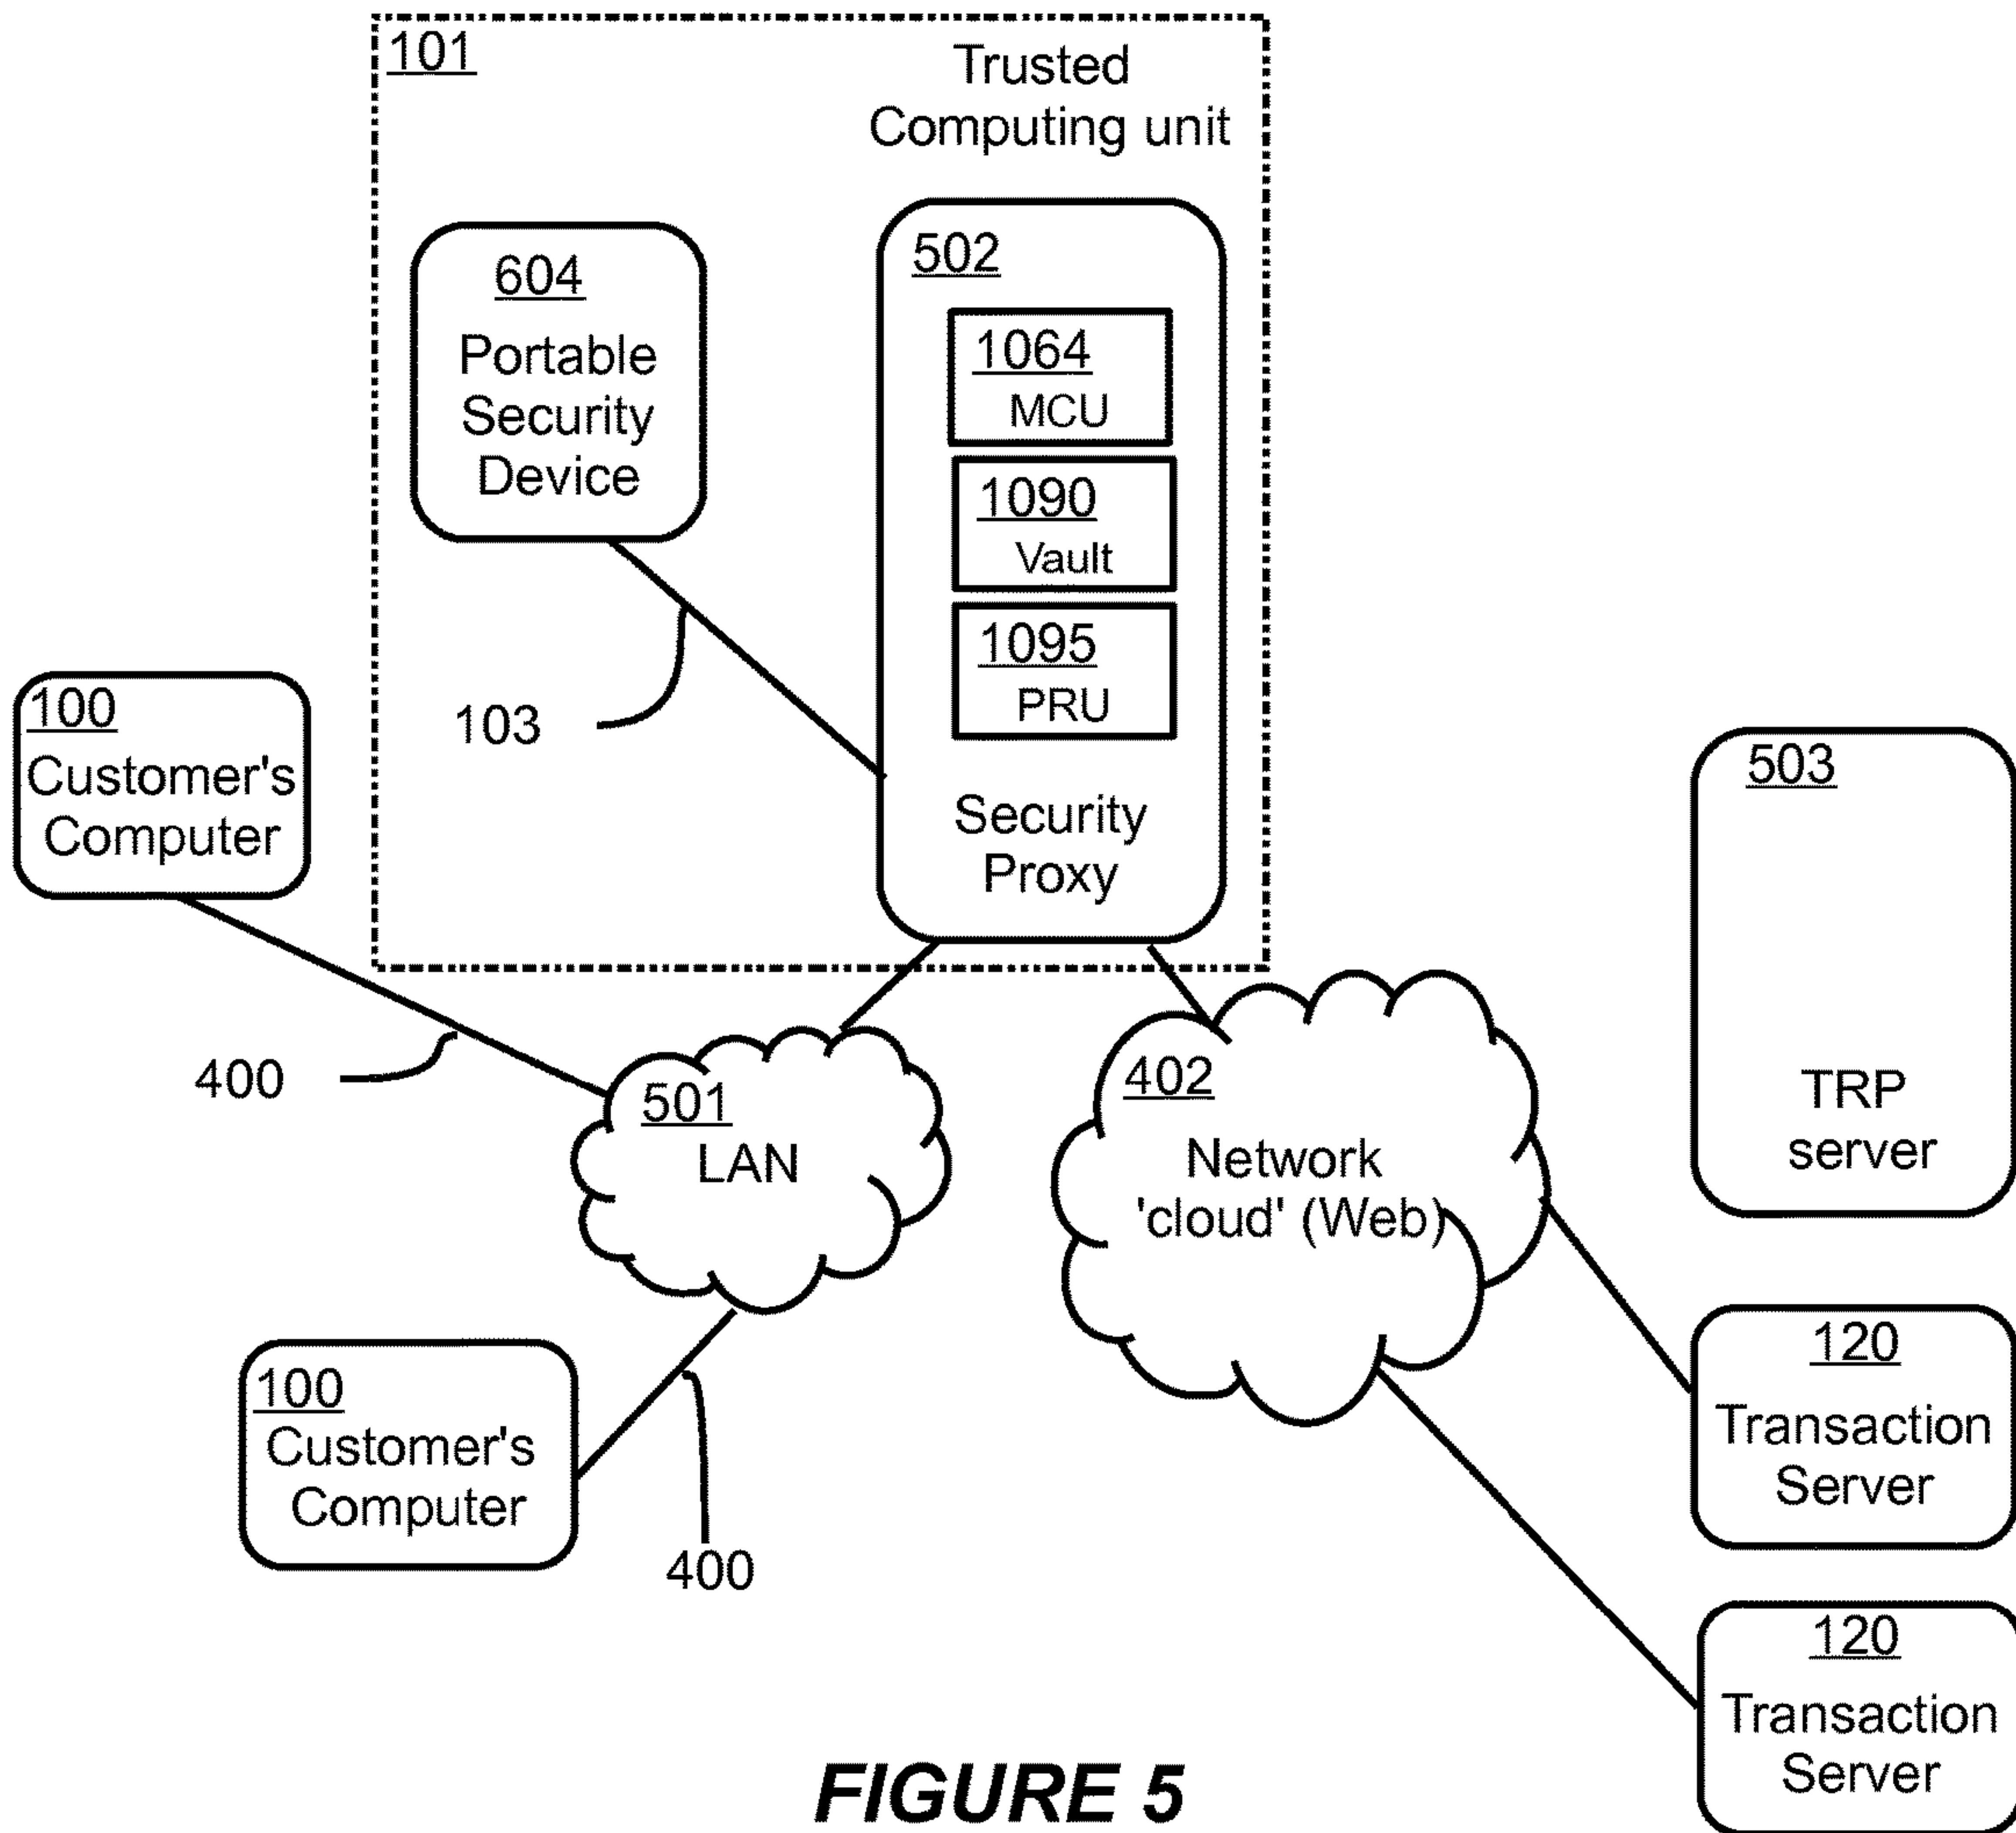 101
Trusted
Computing unit
604
Portable
Security
Device
502
1064
MCU
1090
Vault
1095
PRU
Security
Proxy
103
100
Customer's
Computer
503
TRP
server
400
501
LAN
402
Network
'cloud' (Web)
100
Customer's
Computer
400
120
Transaction
Server
120
Transaction
Server
FIGURE 5